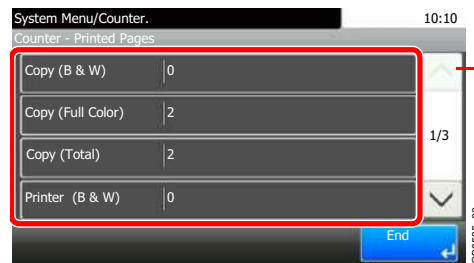 System Menu/Counter.
10:10
Counter - Printed Pages
Copy (B & W) 0
Copy (Full Color) 2
1/3
Copy (Total) 2
Printer (B & W) 0
End